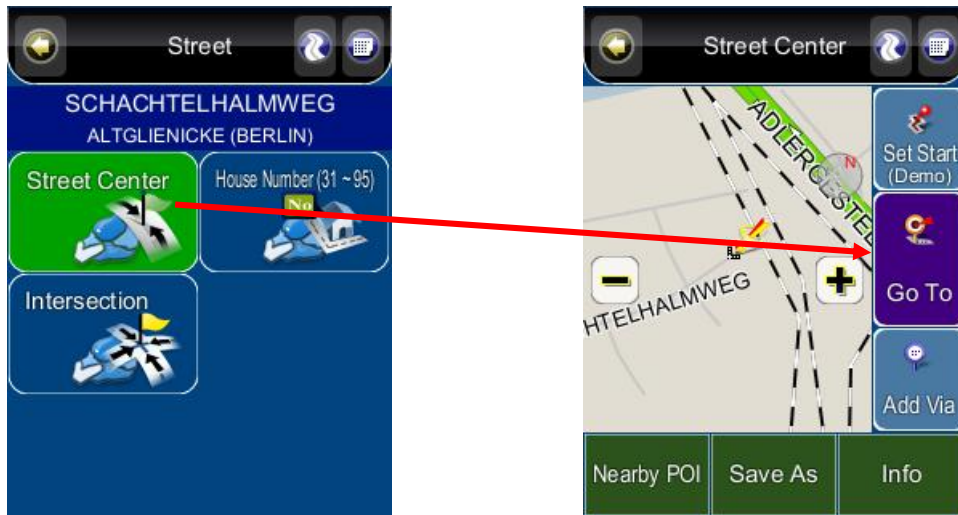 Street
SCHACHTELHALMWEG
ALTGLIENICKE (BERLIN)
Street Center
House Number (31 ~ 95)
No
Intersection
Street Center
ADLERGESTEL
N
HTELHALMWEG
Set Start
(Demo)
Go To
Add Via
Nearby POI
Save As
Info